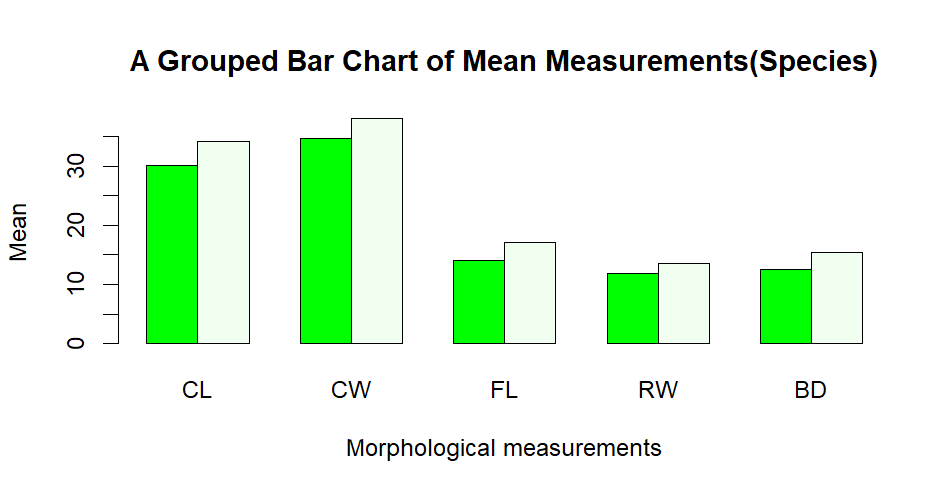 A Grouped Bar Chart of Mean Measurements(Species)
Mean
30
20
10
0
CL CW FL RW BD
Morphological measurements